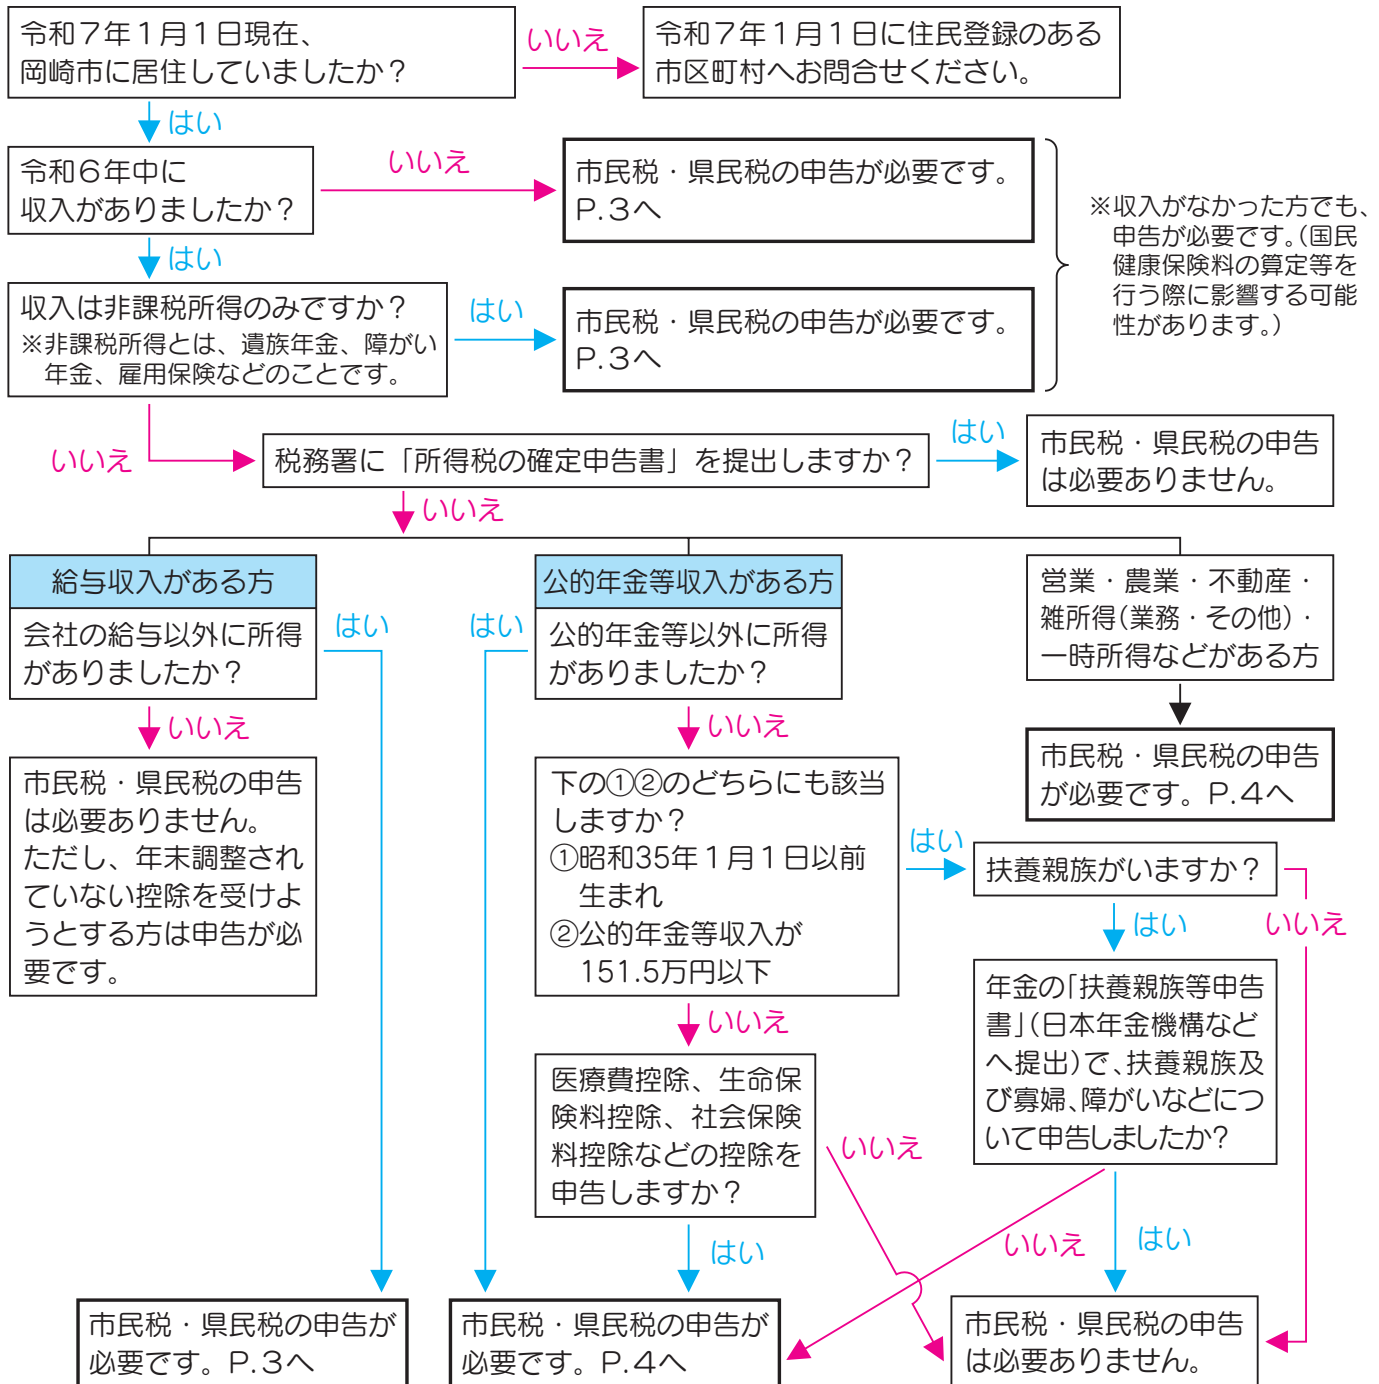 令和７年１月１日現在、
岡崎市に居住していましたか？
いいえ
令和７年１月１日に住民登録のある
市区町村へお問合せください。
はい
令和６年中に
収入がありましたか？
いいえ
市民税・県民税の申告が必要です。
P.３へ
※収入がなかった方でも、
申告が必要です。（国民
健康保険料の算定等を
行う際に影響する可能
性があります。）
はい
収入は非課税所得のみですか？
※非課税所得とは、遺族年金、障がい
年金、雇用保険などのことです。
はい
市民税・県民税の申告が必要です。
P.３へ
いいえ
税務署に「所得税の確定申告書」を提出しますか？
はい
市民税・県民税の申告
は必要ありません。
いいえ
給与収入がある方
会社の給与以外に所得
がありましたか？
はい
いいえ
市民税・県民税の申告
は必要ありません。
ただし、年末調整され
ていない控除を受けよ
うとする方は申告が必
要です。
はい
公的年金等収入がある方
公的年金等以外に所得
がありましたか？
いいえ
下の①②のどちらにも該当
しますか？
①昭和35年１月１日以前
生まれ
②公的年金等収入が
151.5万円以下
いいえ
医療費控除、生命保
険料控除、社会保険
料控除などの控除を
申告しますか？
いいえ
はい
営業・農業・不動産・
雑所得（業務・その他）・
一時所得などがある方
市民税・県民税の申告
が必要です。P.４へ
はい
扶養親族がいますか？
はい
いいえ
年金の「扶養親族等申告
書」（日本年金機構など
へ提出）で、扶養親族及
び寡婦、障がいなどにつ
いて申告しましたか？
いいえ
はい
市民税・県民税の申告が
必要です。P.３へ
市民税・県民税の申告が
必要です。P.４へ
市民税・県民税の申告
は必要ありません。